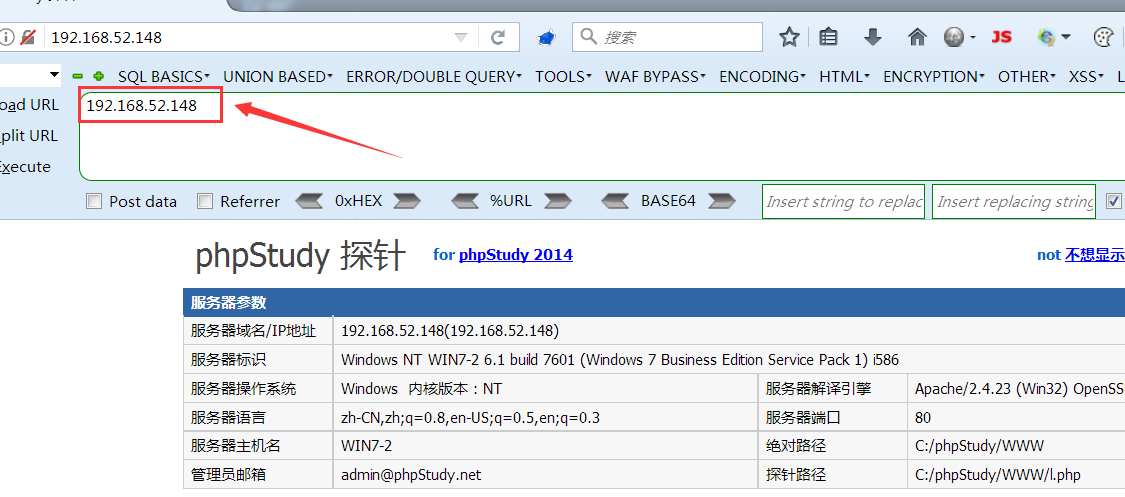 192.168.52.148
搜索
JS
SQL BASICS UNION BASED ERROR/DOUBLE QUERY TOOLS WAF BYPASS ENCODING HTML ENCRYPTION OTHER XSS L
oad URL
192.168.52.148
plit URL
Execute
Post data Referrer 0xHEX %URL BASE64 Insert string to replac Insert replacing string
phpStudy 探针 for phpStudy 2014 not 不想显示
服务器参数
服务器域名/IP地址 192.168.52.148(192.168.52.148)
服务器标识 Windows NT WIN7-2 6.1 build 7601 (Windows 7 Business Edition Service Pack 1) i586
服务器操作系统 Windows 内核版本：NT 服务器解译引擎 Apache/2.4.23 (Win32) OpenSS
服务器语言 zh-CN,zh;q=0.8,en-US;q=0.5,en;q=0.3 服务器端口 80
服务器主机名 WIN7-2 绝对路径 C:/phpStudy/WWW
管理员邮箱 admin@phpStudy.net 探针路径 C:/phpStudy/WWW/l.php